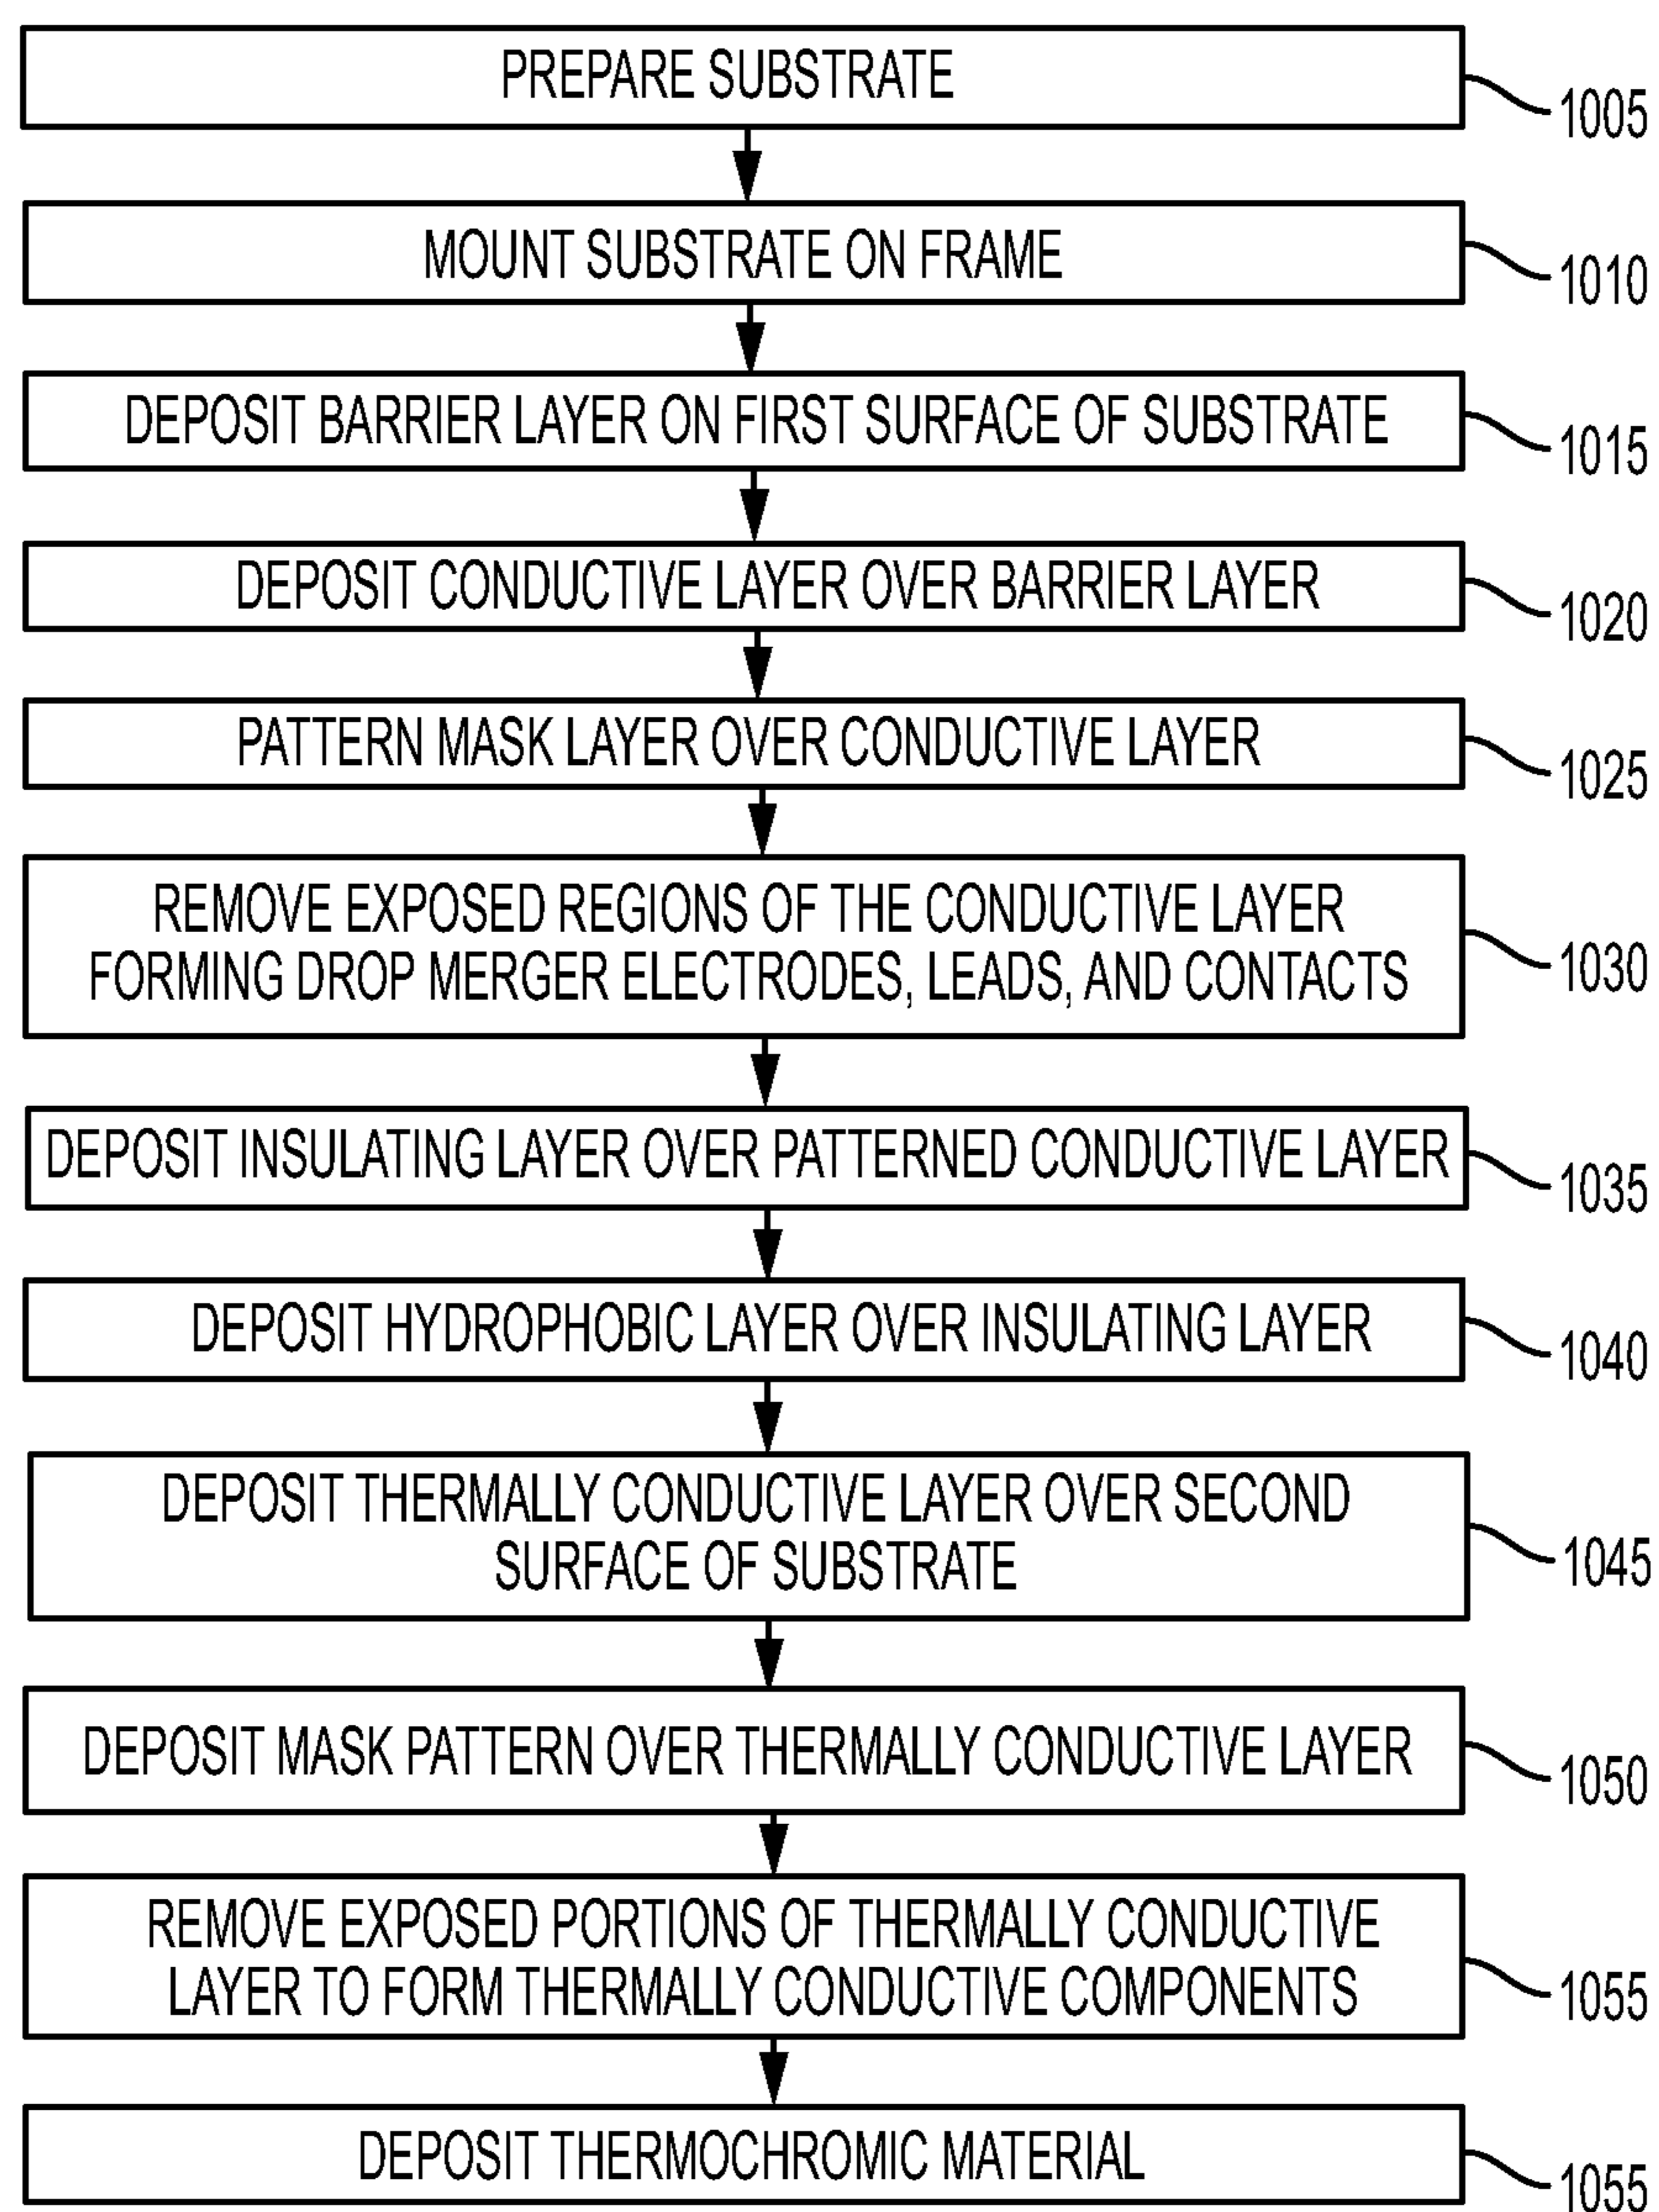 PREPARE SUBSTRATE
1005
MOUNT SUBSTRATE ON FRAME
1010
DEPOSIT BARRIER LAYER ON FIRST SURFACE OF SUBSTRATE
1015
DEPOSIT CONDUCTIVE LAYER OVER BARRIER LAYER
1020
PATTERN MASK LAYER OVER CONDUCTIVE LAYER
1025
REMOVE EXPOSED REGIONS OF THE CONDUCTIVE LAYER
FORMING DROP MERGER ELECTRODES, LEADS, AND CONTACTS
1030
DEPOSIT INSULATING LAYER OVER PATTERNED CONDUCTIVE LAYER
1035
DEPOSIT HYDROPHOBIC LAYER OVER INSULATING LAYER
1040
DEPOSIT THERMALLY CONDUCTIVE LAYER OVER SECOND
SURFACE OF SUBSTRATE
1045
DEPOSIT MASK PATTERN OVER THERMALLY CONDUCTIVE LAYER
1050
REMOVE EXPOSED PORTIONS OF THERMALLY CONDUCTIVE
LAYER TO FORM THERMALLY CONDUCTIVE COMPONENTS
1055
DEPOSIT THERMOCHROMIC MATERIAL
1055